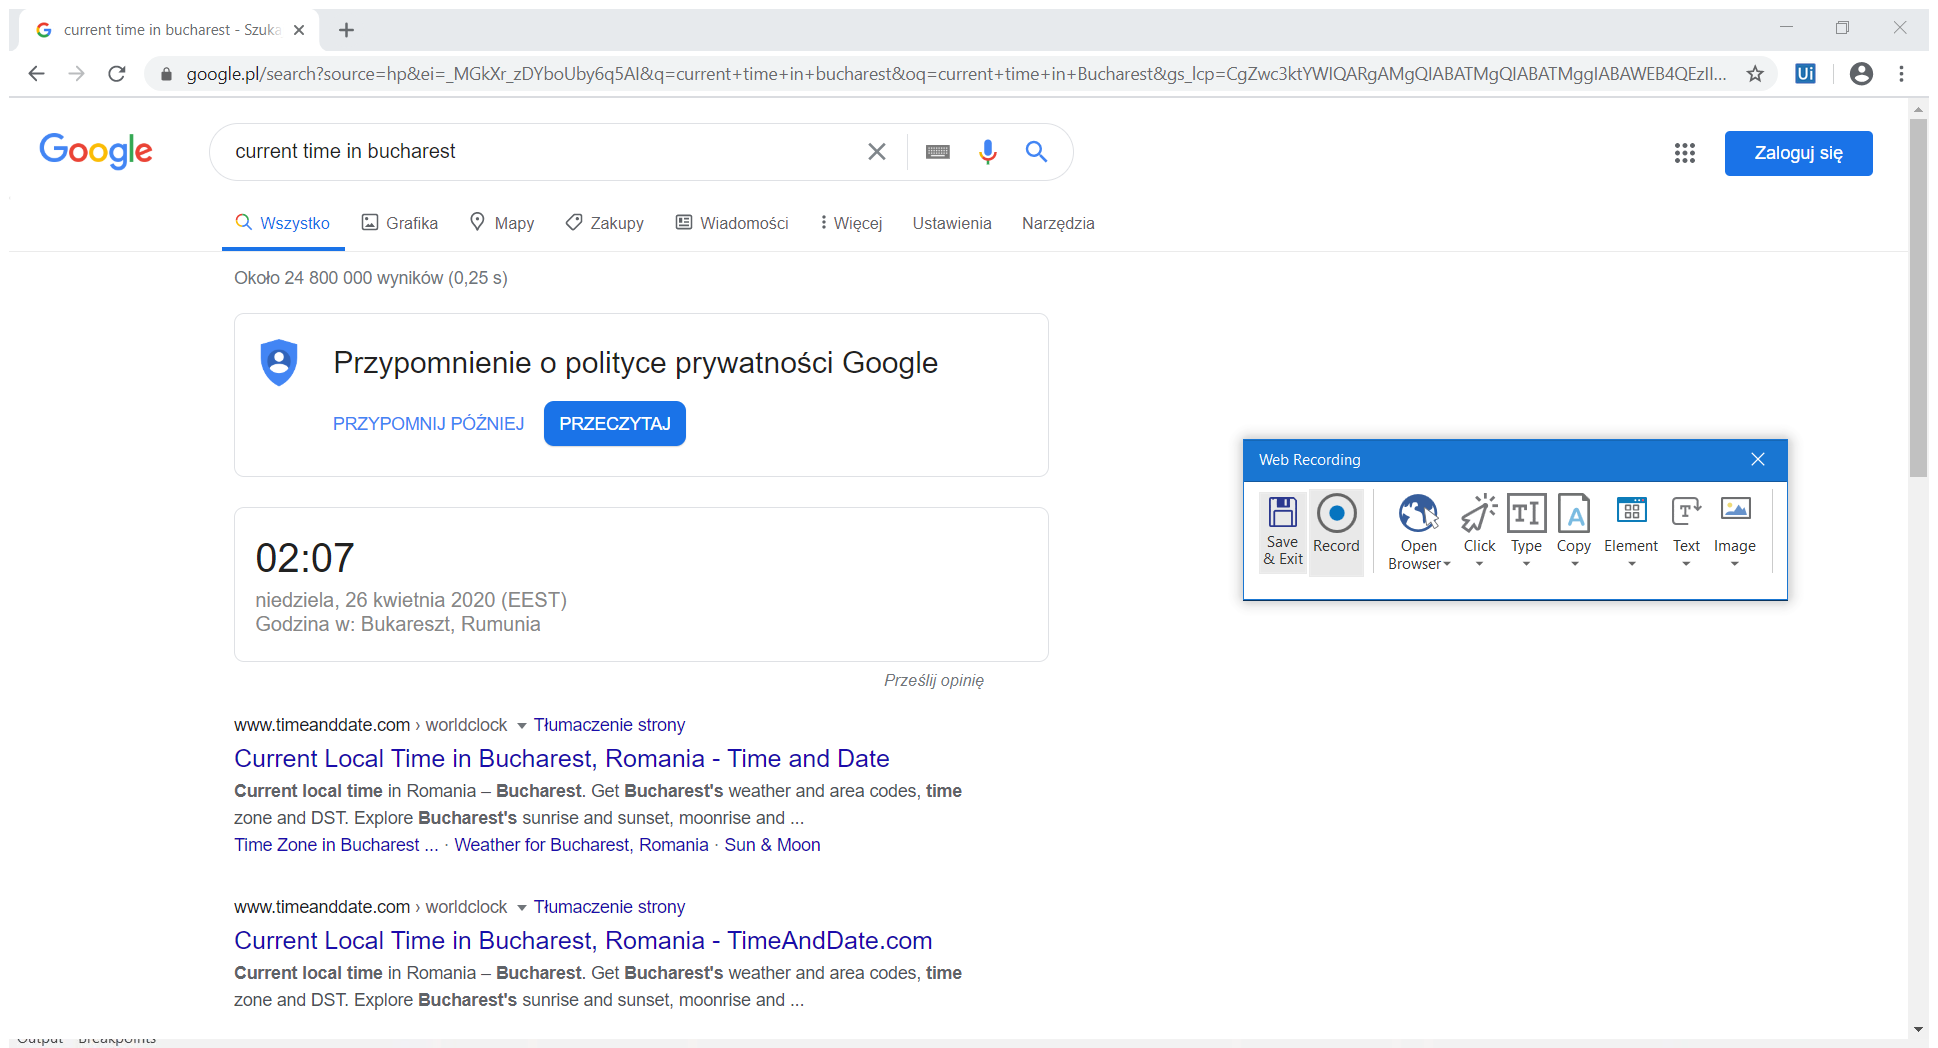 current time in bucharest - Szuka
google.pl/search?source=hp&ei=_MGkXr_zDYboUby6q5AI&q=current+time+in+bucharest&oq=current+time+in+Bucharest&gs_lcp=CgZwc3ktYWIQARgAMgQIABATMgQIABATMggIABAWEB4QEzII...
Ui
Google
current time in bucharest
Zaloguj się
Wszystko Grafika Mapy Zakupy Wiadomości Więcej Ustawienia Narzędzia
Około 24 800 000 wyników (0,25 s)
Przypomnienie o polityce prywatności Google
PRZYPOMNIJ PÓŹNIEJ PRZECZYTAJ
Web Recording
Save & Exit
Record
Open Browser
Click
Type
Copy
Element
Text
Image
02:07
niedziela, 26 kwietnia 2020 (EEST)
Godzina w: Bukareszt, Rumunia
Prześlij opinię
www.timeanddate.com › worldclock Tłumaczenie strony
Current Local Time in Bucharest, Romania - Time and Date
Current local time in Romania – Bucharest. Get Bucharest's weather and area codes, time
zone and DST. Explore Bucharest's sunrise and sunset, moonrise and ...
Time Zone in Bucharest ... · Weather for Bucharest, Romania · Sun & Moon
www.timeanddate.com › worldclock Tłumaczenie strony
Current Local Time in Bucharest, Romania - TimeAndDate.com
Current local time in Romania – Bucharest. Get Bucharest's weather and area codes, time
zone and DST. Explore Bucharest's sunrise and sunset, moonrise and ...
Output Breakpoints